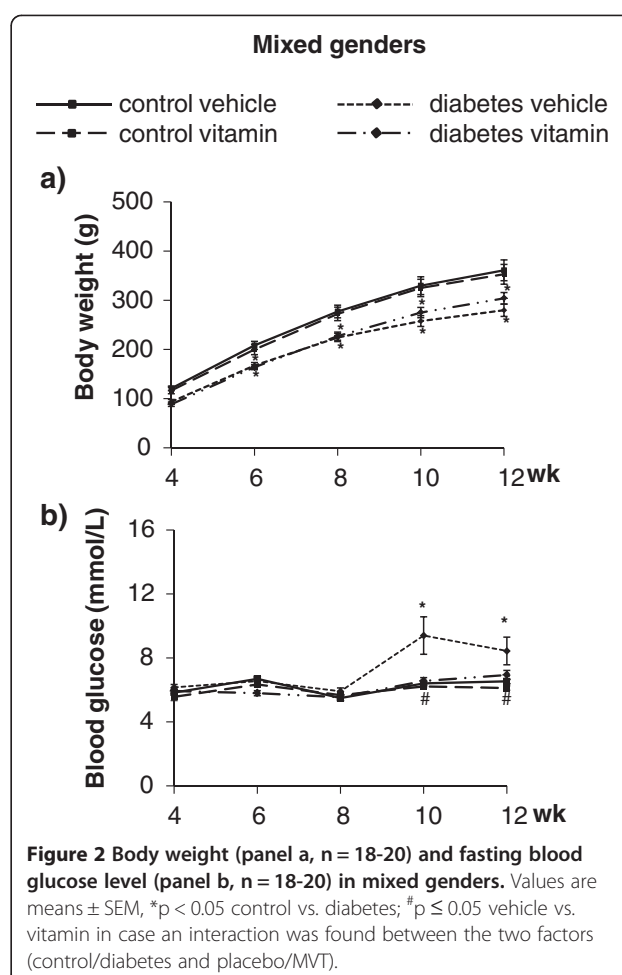 Mixed genders
control vehicle diabetes vehicle
control vitamin diabetes vitamin
a)
Body weight (g)
500
400
300
200
100
0
* * * * * * * *
4 6 8 10 12 wk
b)
Blood glucose (mmol/L)
16
12
8
4
0
* *
# #
4 6 8 10 12 wk
Figure 2 Body weight (panel a, n = 18-20) and fasting blood
glucose level (panel b, n = 18-20) in mixed genders. Values are
means ± SEM, *p < 0.05 control vs. diabetes; #p ≤ 0.05 vehicle vs.
vitamin in case an interaction was found between the two factors
(control/diabetes and placebo/MVT).